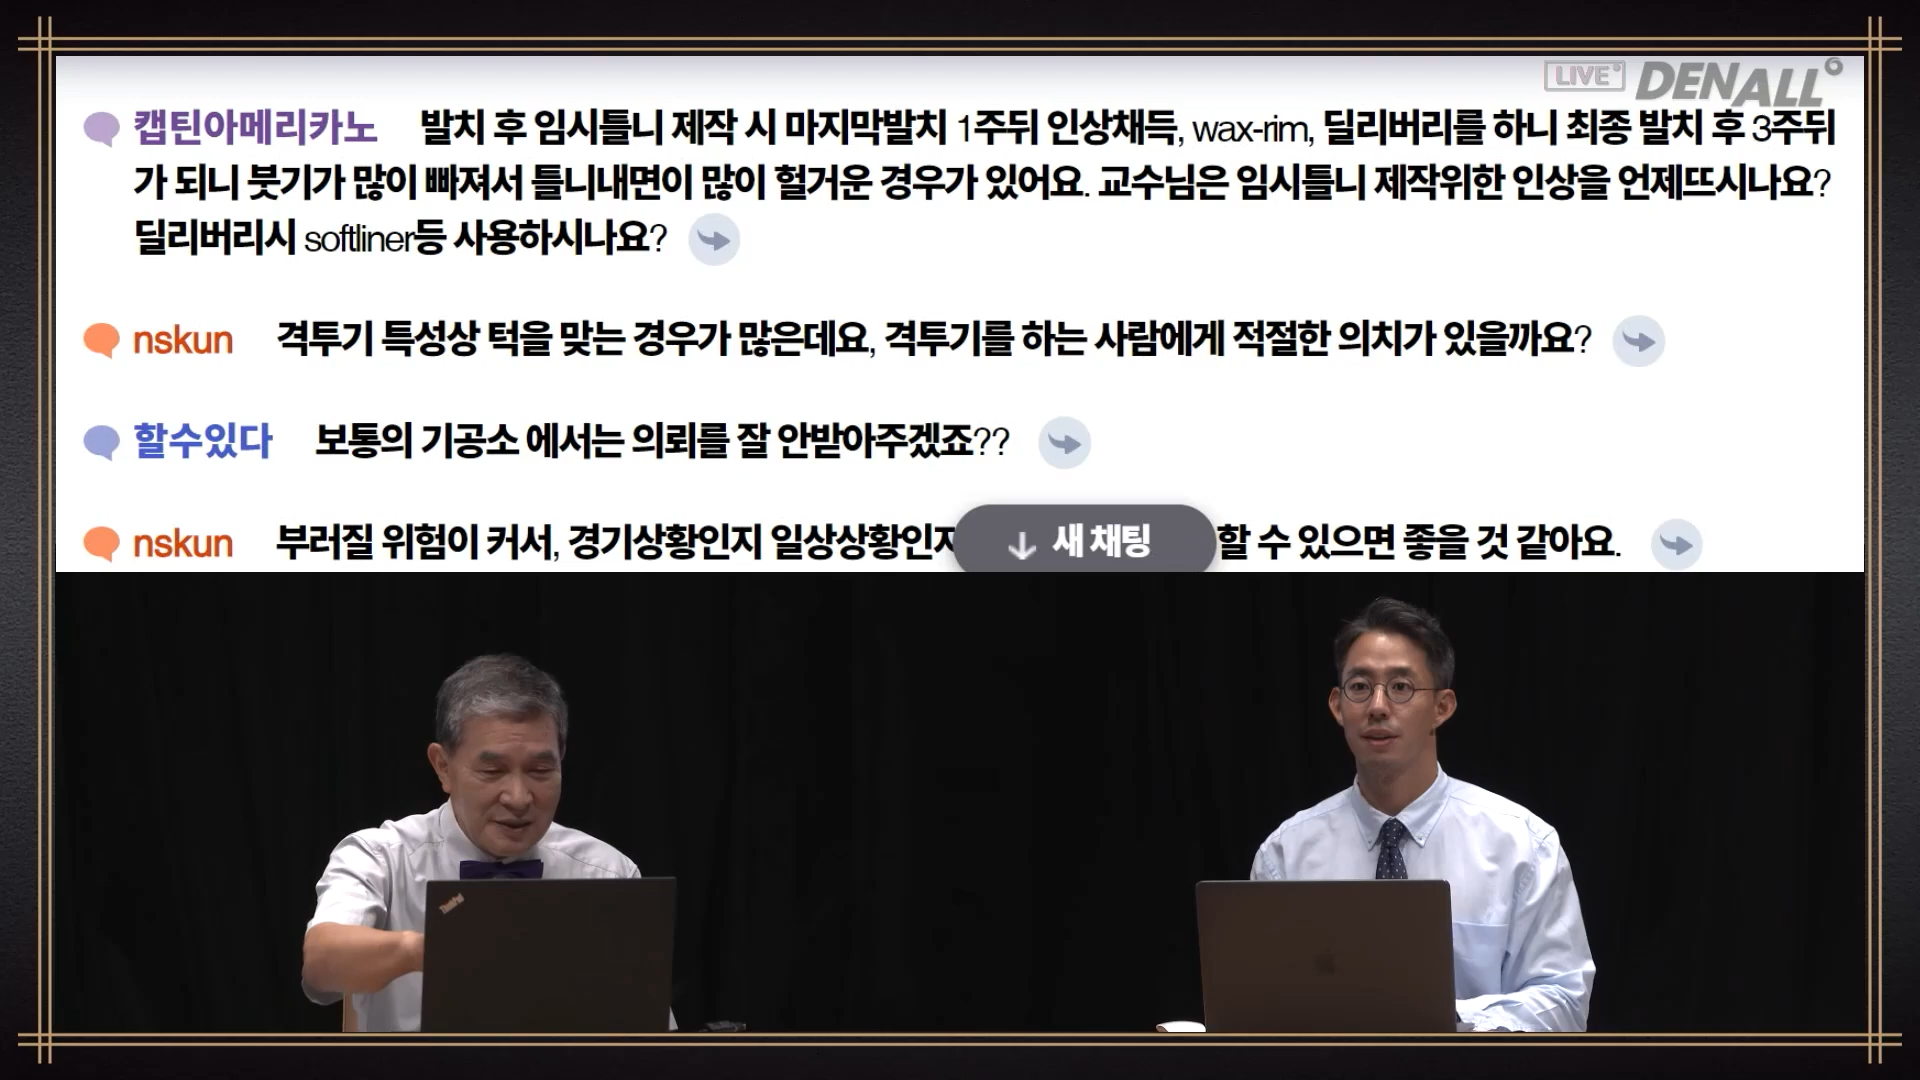 LIVE DENALL
캡틴아메리카노 발치 후 임시틀니 제작 시 마지막발치 1주뒤 인상채득, wax-rim, 딜리버리를 하니 최종 발치 후 3주뒤
가 되니 붓기가 많이 빠져서 틀니내면이 많이 헐거운 경우가 있어요. 교수님은 임시틀니 제작위한 인상을 언제뜨시나요?
딜리버리시 softliner등 사용하시나요?
nskun 격투기 특성상 턱을 맞는 경우가 많은데요, 격투기를 하는 사람에게 적절한 의치가 있을까요?
할수있다 보통의 기공소 에서는 의뢰를 잘 안받아주겠죠??
nskun 부러질 위험이 커서, 경기상황인지 일상상황인지 할 수 있으면 좋을 것 같아요.
↓ 새 채팅
ThinkPad